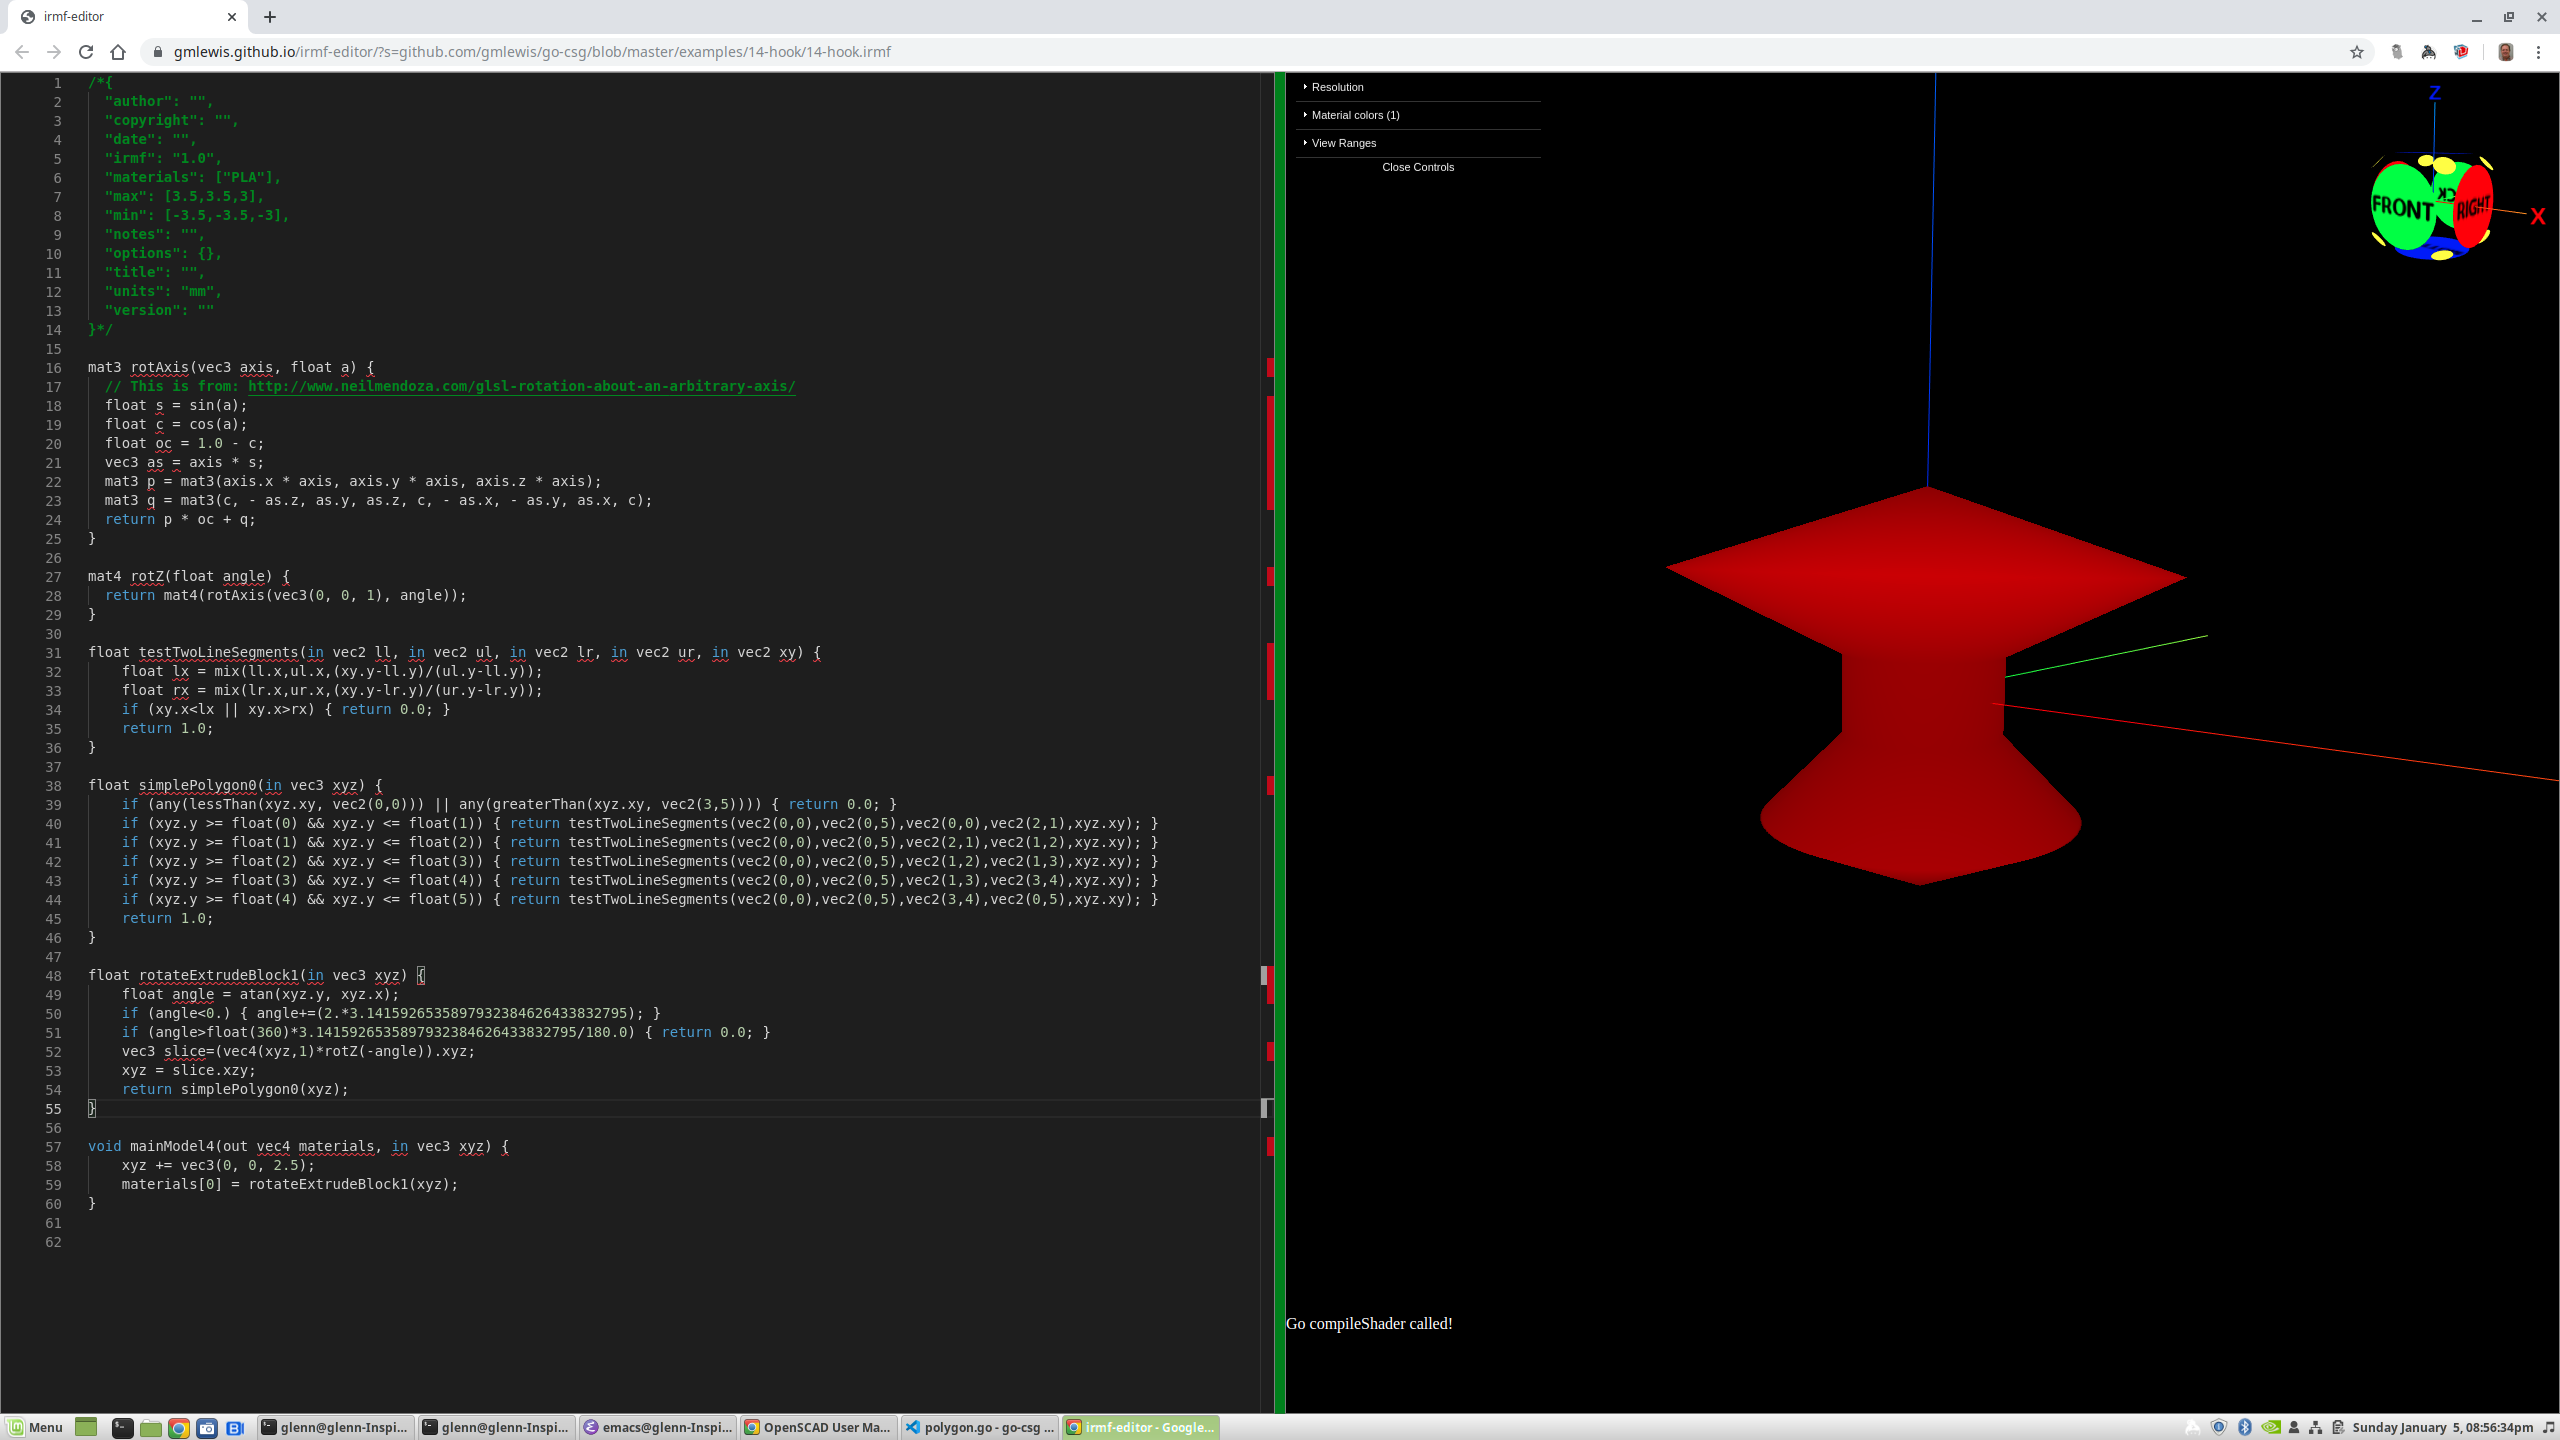 irmf-editor
gmlewis.github.io/irmf-editor/?s=github.com/gmlewis/go-csg/blob/master/examples/14-hook/14-hook.irmf
1 /*{
2 "author": "",
3 "copyright": "",
4 "date": "",
5 "irmf": "1.0",
6 "materials": ["PLA"],
7 "max": [3.5,3.5,3],
8 "min": [-3.5,-3.5,-3],
9 "notes": "",
10 "options": {},
11 "title": "",
12 "units": "mm",
13 "version": ""
14 }*/
15
16 mat3 rotAxis(vec3 axis, float a) {
17 // This is from: http://www.neilmendoza.com/glsl-rotation-about-an-arbitrary-axis/
18 float s = sin(a);
19 float c = cos(a);
20 float oc = 1.0 - c;
21 vec3 as = axis * s;
22 mat3 p = mat3(axis.x * axis, axis.y * axis, axis.z * axis);
23 mat3 q = mat3(c, - as.z, as.y, as.z, c, - as.x, - as.y, as.x, c);
24 return p * oc + q;
25 }
26
27 mat4 rotZ(float angle) {
28 return mat4(rotAxis(vec3(0, 0, 1), angle));
29 }
30
31 float testTwoLineSegments(in vec2 ll, in vec2 ul, in vec2 lr, in vec2 ur, in vec2 xy) {
32 float lx = mix(ll.x,ul.x,(xy.y-ll.y)/(ul.y-ll.y));
33 float rx = mix(lr.x,ur.x,(xy.y-lr.y)/(ur.y-lr.y));
34 if (xy.x<lx || xy.x>rx) { return 0.0; }
35 return 1.0;
36 }
37
38 float simplePolygon0(in vec3 xyz) {
39 if (any(lessThan(xyz.xy, vec2(0,0))) || any(greaterThan(xyz.xy, vec2(3,5)))) { return 0.0; }
40 if (xyz.y >= float(0) && xyz.y <= float(1)) { return testTwoLineSegments(vec2(0,0),vec2(0,5),vec2(0,0),vec2(2,1),xyz.xy); }
41 if (xyz.y >= float(1) && xyz.y <= float(2)) { return testTwoLineSegments(vec2(0,0),vec2(0,5),vec2(2,1),vec2(1,2),xyz.xy); }
42 if (xyz.y >= float(2) && xyz.y <= float(3)) { return testTwoLineSegments(vec2(0,0),vec2(0,5),vec2(1,2),vec2(1,3),xyz.xy); }
43 if (xyz.y >= float(3) && xyz.y <= float(4)) { return testTwoLineSegments(vec2(0,0),vec2(0,5),vec2(1,3),vec2(3,4),xyz.xy); }
44 if (xyz.y >= float(4) && xyz.y <= float(5)) { return testTwoLineSegments(vec2(0,0),vec2(0,5),vec2(3,4),vec2(0,5),xyz.xy); }
45 return 1.0;
46 }
47
48 float rotateExtrudeBlock1(in vec3 xyz) {
49 float angle = atan(xyz.y, xyz.x);
50 if (angle<0.) { angle+=(2.*3.1415926535897932384626433832795); }
51 if (angle>float(360)*3.1415926535897932384626433832795/180.0) { return 0.0; }
52 vec3 slice=(vec4(xyz,1)*rotZ(-angle)).xyz;
53 xyz = slice.xzy;
54 return simplePolygon0(xyz);
55 }
56
57 void mainModel4(out vec4 materials, in vec3 xyz) {
58 xyz += vec3(0, 0, 2.5);
59 materials[0] = rotateExtrudeBlock1(xyz);
60 }
61
62
Resolution
Material colors (1)
View Ranges
Close Controls
Z
FRONT
CK
RIGHT
X
Go compileShader called!
Menu
glenn@glenn-Inspi...
glenn@glenn-Inspi...
emacs@glenn-Inspi...
OpenSCAD User Ma...
polygon.go - go-csg ...
irmf-editor - Google...
Sunday January 5, 08:56:34pm